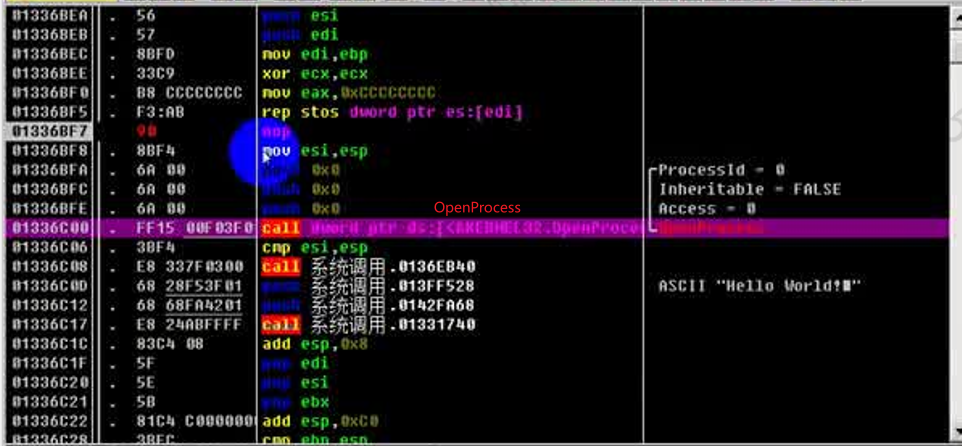 01336BEA . 56 push esi
01336BEB . 57 push edi
01336BEC . 8BFD mov edi,ebp
01336BEE . 33C9 xor ecx,ecx
01336BF0 . B8 CCCCCCCC mov eax,0xCCCCCCCC
01336BF5 . F3:AB rep stos dword ptr es:[edi]
01336BF7 90 nop
01336BF8 . 8BF4 mov esi,esp
01336BFA . 6A 00 push 0x0 ProcessId = 0
01336BFC . 6A 00 push 0x0 Inheritable = FALSE
01336BFE . 6A 00 push 0x0 Access = 0
OpenProcess
01336C00 . FF15 00F03F0 call dword ptr ds:[<&KERNEL32.OpenProce OpenProcess
01336C06 . 3BF4 cmp esi,esp
01336C08 . E8 337F0300 call 系统调用.0136EB40
01336C0D . 68 28F53F01 push 系统调用.013FF528 ASCII "Hello World!
01336C12 . 68 68FA4201 push 系统调用.0142FA68
01336C17 . E8 24ABFFFF call 系统调用.01331740
01336C1C . 83C4 08 add esp,0x8
01336C1F . 5F pop edi
01336C20 . 5E pop esi
01336C21 . 5B pop ebx
01336C22 . 81C4 C0000000 add esp,0xC0
01336C28 . 3BEC cmp ebp,esp